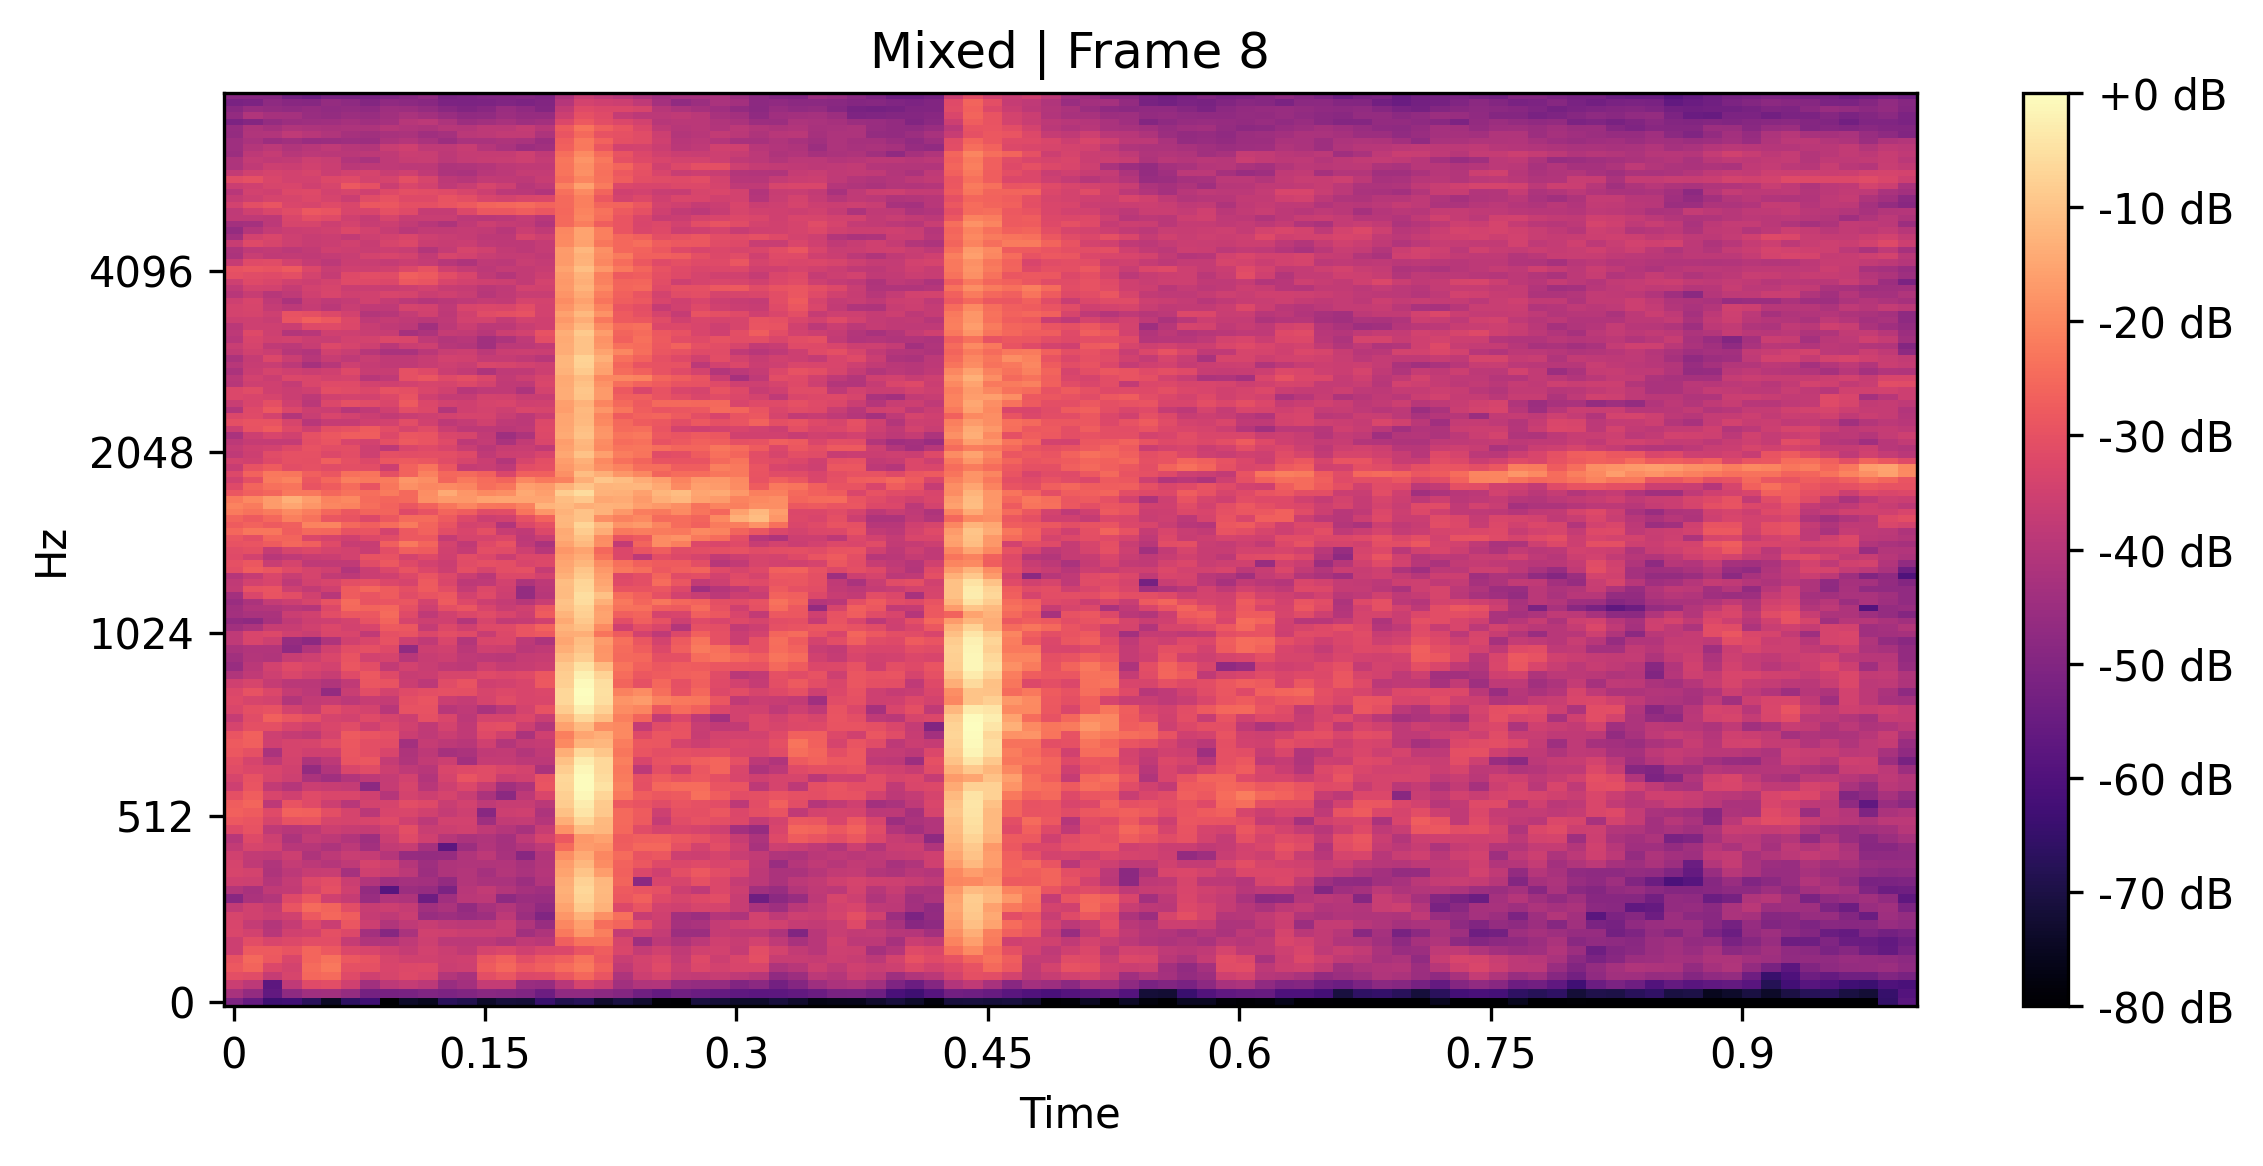 Mixed | Frame 8
Hz
4096
2048
1024
512
0
0 0.15 0.3 0.45 0.6 0.75 0.9
Time
+0 dB
-10 dB
-20 dB
-30 dB
-40 dB
-50 dB
-60 dB
-70 dB
-80 dB